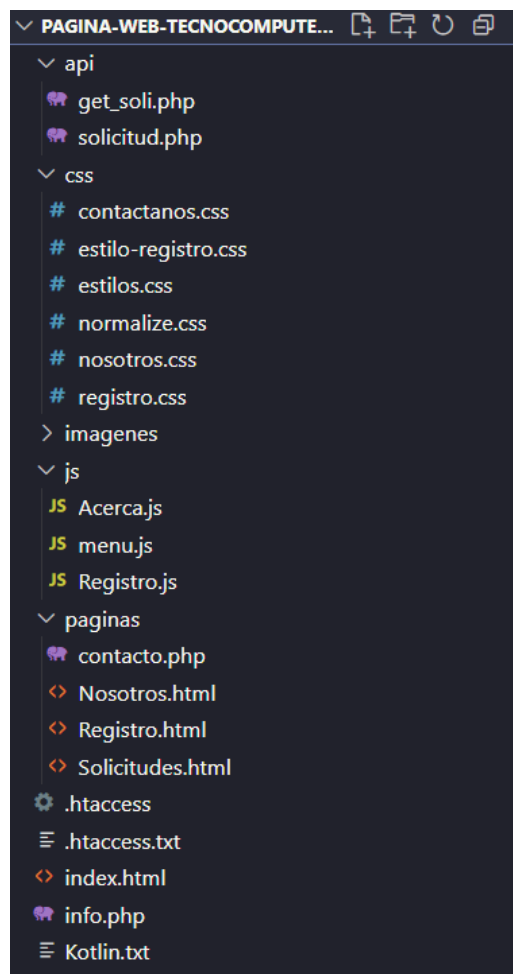 PAGINA-WEB-TECNOCOMPUTE...
api
get_soli.php
solicitud.php
css
# contactanos.css
# estilo-registro.css
# estilos.css
# normalize.css
# nosotros.css
# registro.css
imagenes
js
JS Acerca.js
JS menu.js
JS Registro.js
paginas
contacto.php
<> Nosotros.html
<> Registro.html
<> Solicitudes.html
.htaccess
.htaccess.txt
<> index.html
info.php
Kotlin.txt